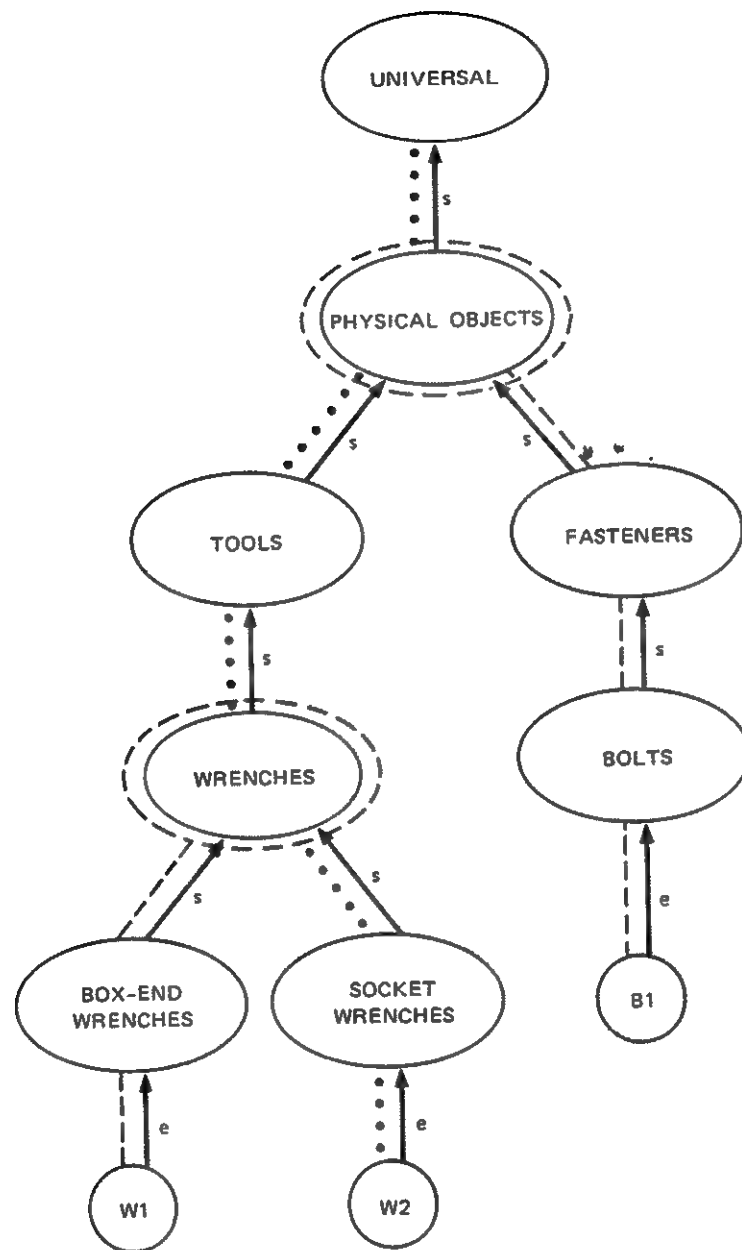 UNIVERSAL
s
PHYSICAL OBJECTS
s
s
TOOLS
FASTENERS
s
s
WRENCHES
BOLTS
s
s
e
BOX-END
WRENCHES
SOCKET
WRENCHES
B1
e
e
W1
W2